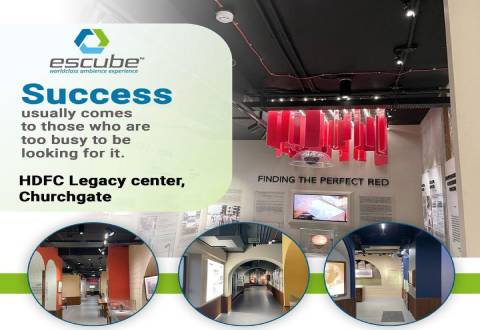 escube™
worldclass ambience experience
Success
usually comes
to those who are
too busy to be
looking for it.
HDFC Legacy center,
Churchgate
FINDING THE PERFECT RED